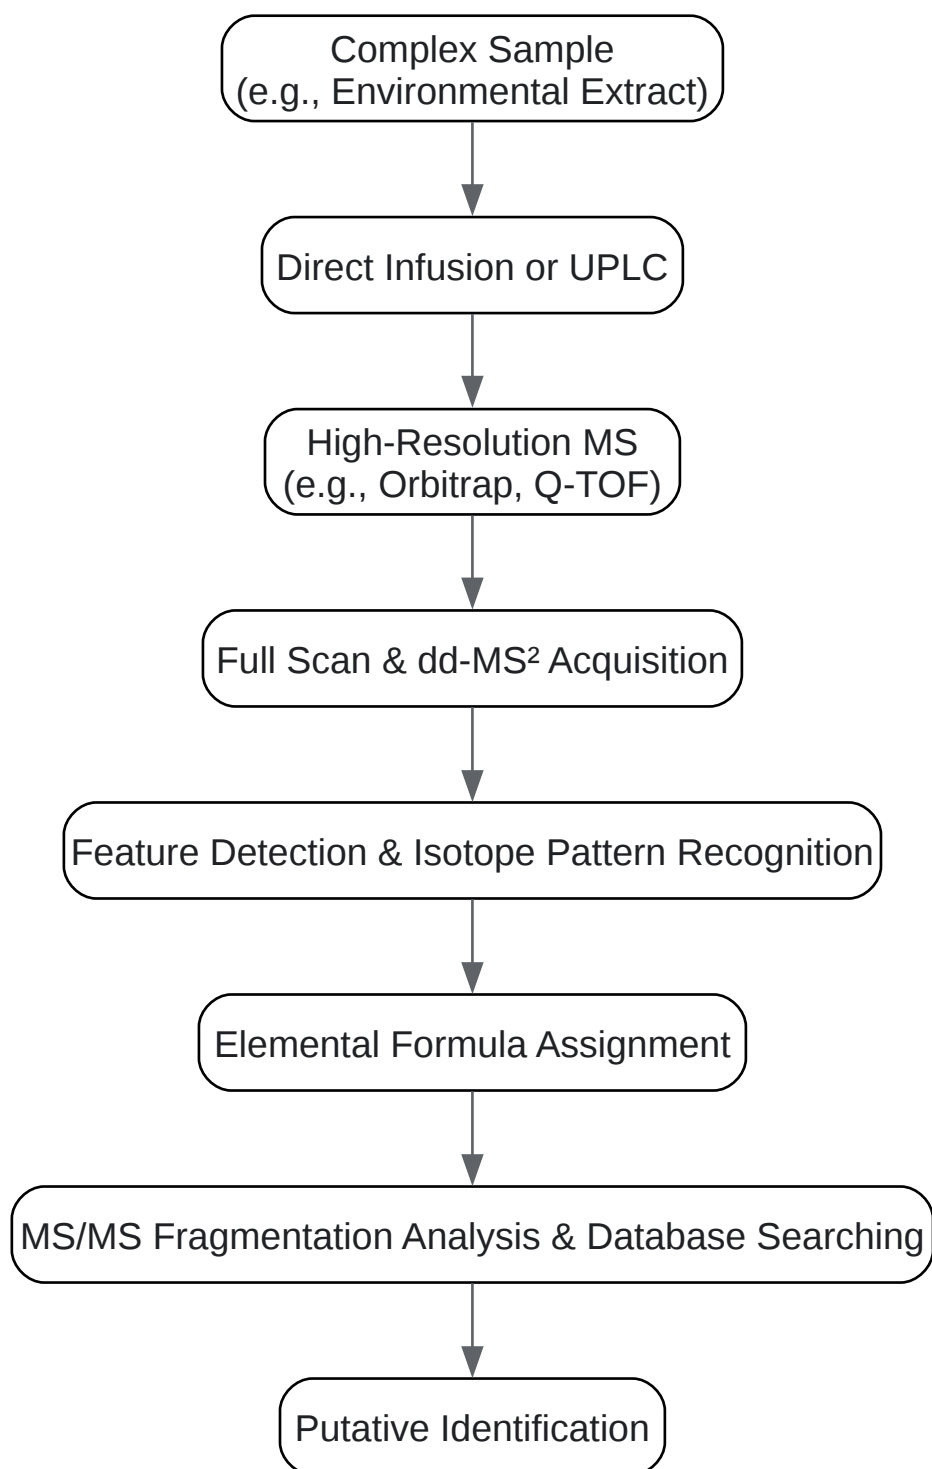 Complex Sample
(e.g., Environmental Extract)
Direct Infusion or UPLC
High-Resolution MS
(e.g., Orbitrap, Q-TOF)
Full Scan & dd-MS² Acquisition
Feature Detection & Isotope Pattern Recognition
Elemental Formula Assignment
MS/MS Fragmentation Analysis & Database Searching
Putative Identification